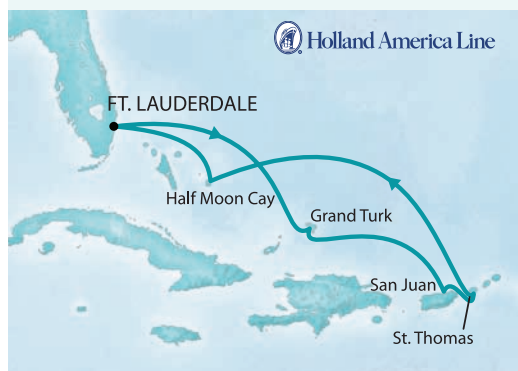 Holland America Line
FT. LAUDERDALE
Half Moon Cay
Grand Turk
San Juan
St. Thomas